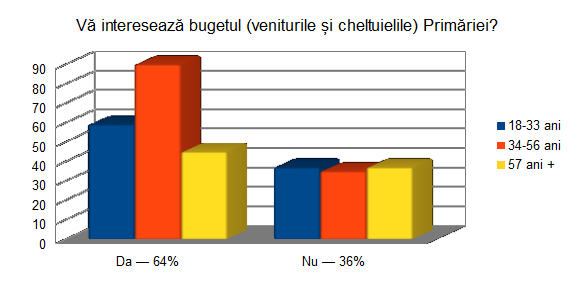 Vă interesează bugetul (veniturile și cheltuielile) Primăriei?
90
80
70
60
50
40
30
20
10
0
Da — 64%
Nu — 36%
18-33 ani
34-56 ani
57 ani +